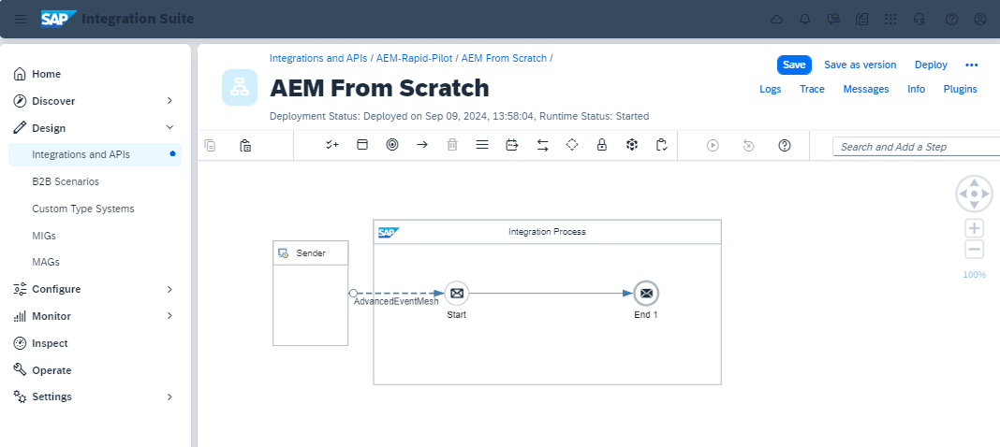 SAP Integration Suite
Home
Discover
Design
Integrations and APIs
B2B Scenarios
Custom Type Systems
MIGs
MAGs
Configure
Monitor
Inspect
Operate
Settings
Integrations and APIs / AEM-Rapid-Pilot / AEM From Scratch /
AEM From Scratch
Deployment Status: Deployed on Sep 09, 2024, 13:58:04, Runtime Status: Started
Save Save as version Deploy
Logs Trace Messages Info Plugins
Search and Add a Step
SAP Integration Process
Sender
AdvancedEventMesh
Start
End 1
100%